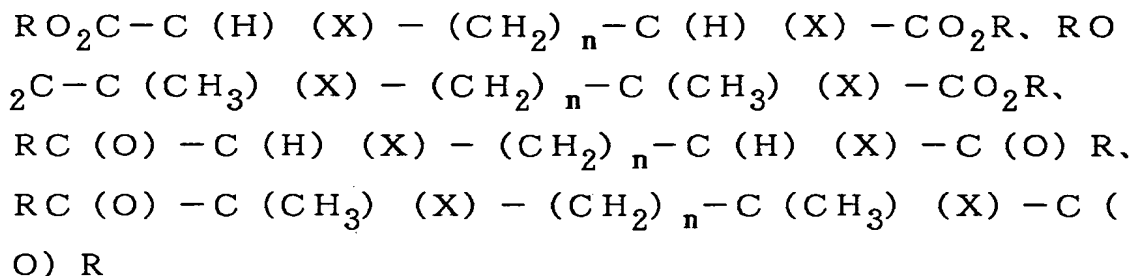 RO₂C－C (H) (X) －(CH₂)ₙ－C (H) (X) －CO₂R、RO
₂C－C (CH₃) (X) －(CH₂)ₙ－C (CH₃) (X) －CO₂R、
RC (O) －C (H) (X) －(CH₂)ₙ－C (H) (X) －C (O) R、
RC (O) －C (CH₃) (X) －(CH₂)ₙ－C (CH₃) (X) －C (
O) R